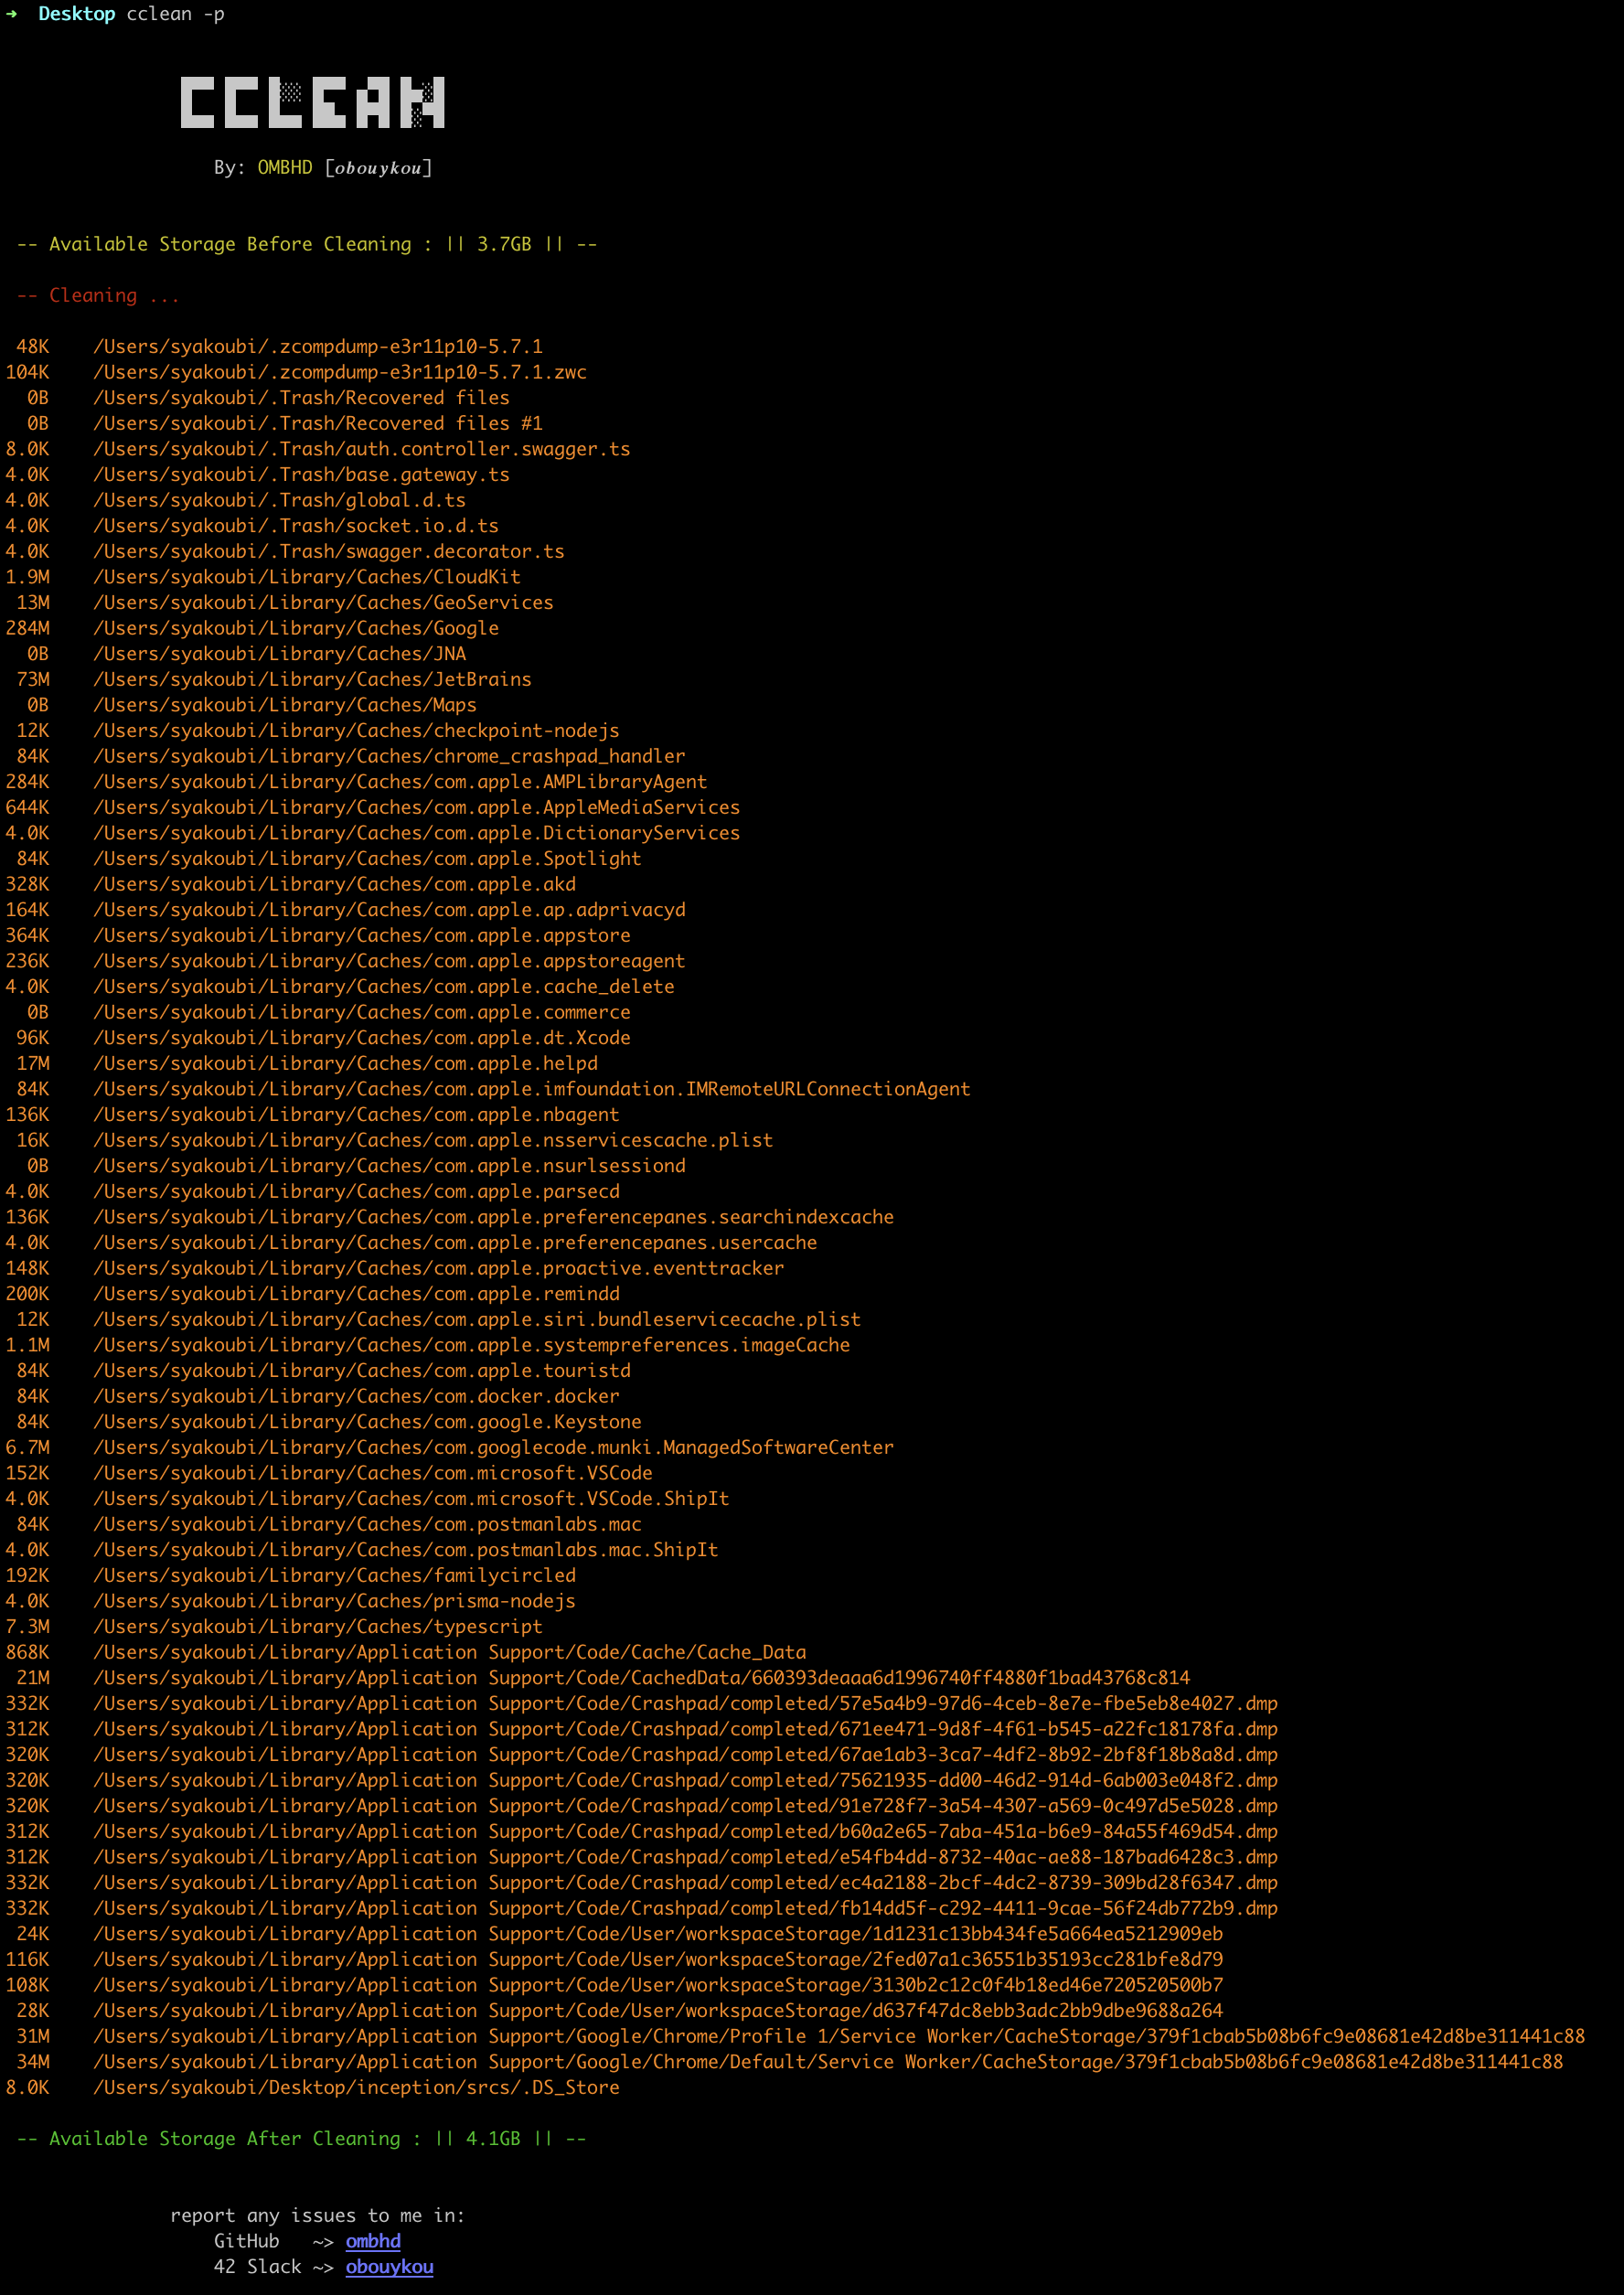 ➜  Desktop cclean -p
CCLEAN
By: OMBHD [𝒐𝒃𝒐𝒖𝒚𝒌𝒐𝒖]
-- Available Storage Before Cleaning : || 3.7GB || --
-- Cleaning ...
48K    /Users/syakoubi/.zcompdump-e3r11p10-5.7.1
104K    /Users/syakoubi/.zcompdump-e3r11p10-5.7.1.zwc
0B    /Users/syakoubi/.Trash/Recovered files
0B    /Users/syakoubi/.Trash/Recovered files #1
8.0K    /Users/syakoubi/.Trash/auth.controller.swagger.ts
4.0K    /Users/syakoubi/.Trash/base.gateway.ts
4.0K    /Users/syakoubi/.Trash/global.d.ts
4.0K    /Users/syakoubi/.Trash/socket.io.d.ts
4.0K    /Users/syakoubi/.Trash/swagger.decorator.ts
1.9M    /Users/syakoubi/Library/Caches/CloudKit
13M    /Users/syakoubi/Library/Caches/GeoServices
284M    /Users/syakoubi/Library/Caches/Google
0B    /Users/syakoubi/Library/Caches/JNA
73M    /Users/syakoubi/Library/Caches/JetBrains
0B    /Users/syakoubi/Library/Caches/Maps
12K    /Users/syakoubi/Library/Caches/checkpoint-nodejs
84K    /Users/syakoubi/Library/Caches/chrome_crashpad_handler
284K    /Users/syakoubi/Library/Caches/com.apple.AMPLibraryAgent
644K    /Users/syakoubi/Library/Caches/com.apple.AppleMediaServices
4.0K    /Users/syakoubi/Library/Caches/com.apple.DictionaryServices
84K    /Users/syakoubi/Library/Caches/com.apple.Spotlight
328K    /Users/syakoubi/Library/Caches/com.apple.akd
164K    /Users/syakoubi/Library/Caches/com.apple.ap.adprivacyd
364K    /Users/syakoubi/Library/Caches/com.apple.appstore
236K    /Users/syakoubi/Library/Caches/com.apple.appstoreagent
4.0K    /Users/syakoubi/Library/Caches/com.apple.cache_delete
0B    /Users/syakoubi/Library/Caches/com.apple.commerce
96K    /Users/syakoubi/Library/Caches/com.apple.dt.Xcode
17M    /Users/syakoubi/Library/Caches/com.apple.helpd
84K    /Users/syakoubi/Library/Caches/com.apple.imfoundation.IMRemoteURLConnectionAgent
136K    /Users/syakoubi/Library/Caches/com.apple.nbagent
16K    /Users/syakoubi/Library/Caches/com.apple.nsservicescache.plist
0B    /Users/syakoubi/Library/Caches/com.apple.nsurlsessiond
4.0K    /Users/syakoubi/Library/Caches/com.apple.parsecd
136K    /Users/syakoubi/Library/Caches/com.apple.preferencepanes.searchindexcache
4.0K    /Users/syakoubi/Library/Caches/com.apple.preferencepanes.usercache
148K    /Users/syakoubi/Library/Caches/com.apple.proactive.eventtracker
200K    /Users/syakoubi/Library/Caches/com.apple.remindd
12K    /Users/syakoubi/Library/Caches/com.apple.siri.bundleservicecache.plist
1.1M    /Users/syakoubi/Library/Caches/com.apple.systempreferences.imageCache
84K    /Users/syakoubi/Library/Caches/com.apple.touristd
84K    /Users/syakoubi/Library/Caches/com.docker.docker
84K    /Users/syakoubi/Library/Caches/com.google.Keystone
6.7M    /Users/syakoubi/Library/Caches/com.googlecode.munki.ManagedSoftwareCenter
152K    /Users/syakoubi/Library/Caches/com.microsoft.VSCode
4.0K    /Users/syakoubi/Library/Caches/com.microsoft.VSCode.ShipIt
84K    /Users/syakoubi/Library/Caches/com.postmanlabs.mac
4.0K    /Users/syakoubi/Library/Caches/com.postmanlabs.mac.ShipIt
192K    /Users/syakoubi/Library/Caches/familycircled
4.0K    /Users/syakoubi/Library/Caches/prisma-nodejs
7.3M    /Users/syakoubi/Library/Caches/typescript
868K    /Users/syakoubi/Library/Application Support/Code/Cache/Cache_Data
21M    /Users/syakoubi/Library/Application Support/Code/CachedData/660393deaaa6d1996740ff4880f1bad43768c814
332K    /Users/syakoubi/Library/Application Support/Code/Crashpad/completed/57e5a4b9-97d6-4ceb-8e7e-fbe5eb8e4027.dmp
312K    /Users/syakoubi/Library/Application Support/Code/Crashpad/completed/671ee471-9d8f-4f61-b545-a22fc18178fa.dmp
320K    /Users/syakoubi/Library/Application Support/Code/Crashpad/completed/67ae1ab3-3ca7-4df2-8b92-2bf8f18b8a8d.dmp
320K    /Users/syakoubi/Library/Application Support/Code/Crashpad/completed/75621935-dd00-46d2-914d-6ab003e048f2.dmp
320K    /Users/syakoubi/Library/Application Support/Code/Crashpad/completed/91e728f7-3a54-4307-a569-0c497d5e5028.dmp
312K    /Users/syakoubi/Library/Application Support/Code/Crashpad/completed/b60a2e65-7aba-451a-b6e9-84a55f469d54.dmp
312K    /Users/syakoubi/Library/Application Support/Code/Crashpad/completed/e54fb4dd-8732-40ac-ae88-187bad6428c3.dmp
332K    /Users/syakoubi/Library/Application Support/Code/Crashpad/completed/ec4a2188-2bcf-4dc2-8739-309bd28f6347.dmp
332K    /Users/syakoubi/Library/Application Support/Code/Crashpad/completed/fb14dd5f-c292-4411-9cae-56f24db772b9.dmp
24K    /Users/syakoubi/Library/Application Support/Code/User/workspaceStorage/1d1231c13bb434fe5a664ea5212909eb
116K    /Users/syakoubi/Library/Application Support/Code/User/workspaceStorage/2fed07a1c36551b35193cc281bfe8d79
108K    /Users/syakoubi/Library/Application Support/Code/User/workspaceStorage/3130b2c12c0f4b18ed46e720520500b7
28K    /Users/syakoubi/Library/Application Support/Code/User/workspaceStorage/d637f47dc8ebb3adc2bb9dbe9688a264
31M    /Users/syakoubi/Library/Application Support/Google/Chrome/Profile 1/Service Worker/CacheStorage/379f1cbab5b08b6fc9e08681e42d8be311441c88
34M    /Users/syakoubi/Library/Application Support/Google/Chrome/Default/Service Worker/CacheStorage/379f1cbab5b08b6fc9e08681e42d8be311441c88
8.0K    /Users/syakoubi/Desktop/inception/srcs/.DS_Store
-- Available Storage After Cleaning : || 4.1GB || --
report any issues to me in:
GitHub   ~> ombhd
42 Slack ~> obouykou